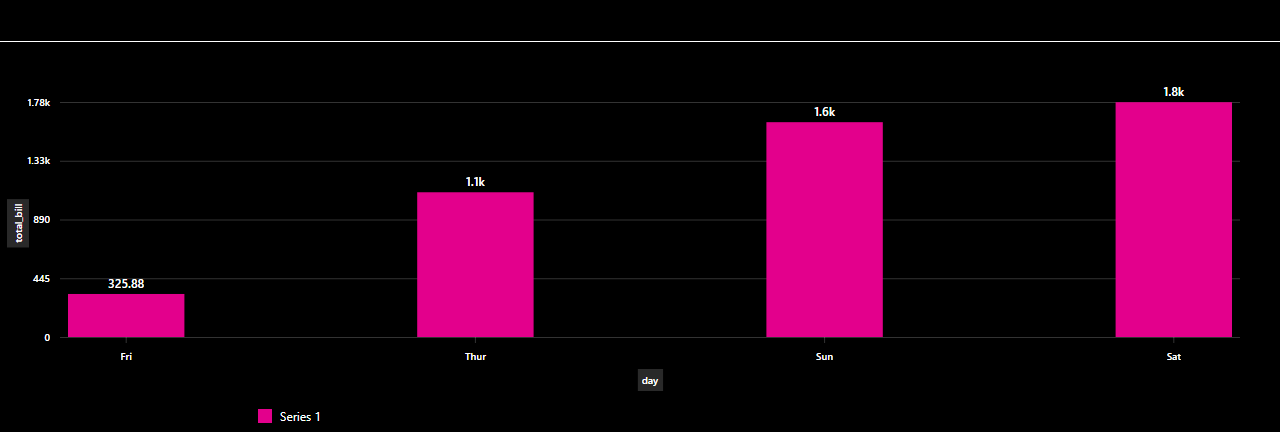 1.8k
1.78k
1.6k
1.33k
1.1k
total_bill
890
445
325.88
0
Fri
Thur
Sun
Sat
day
Series 1